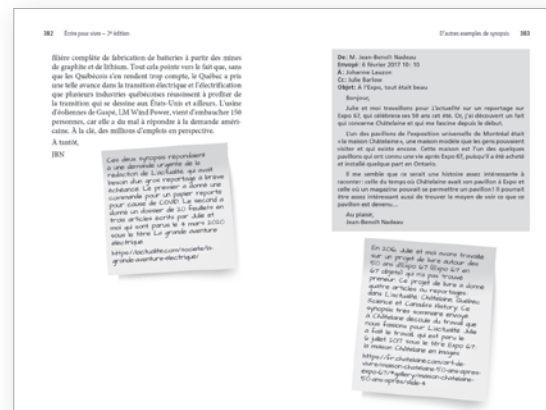 382 Écrire pour vivre – 2e édition
filière complète de fabrication de batteries à partir des mines
de graphite et de lithium. Tout cela pointe vers le fait que, sans
que les Québécois s'en rendent trop compte, le Québec a pris
une telle avance dans la transition électrique et l'électrification
que plusieurs industries québécoises réussissent à profiter de
la transition qui se dessine aux États-Unis et ailleurs. L'usine
d'éoliennes de Gaspé, LM Wind Power, vient d'embaucher 150
personnes, car elle a du mal à répondre à la demande améri-
caine. À la clé, des millions d'emplois en perspective.
À tantôt,
JBN
Ces deux synopsis répondaient
à une demande urgente de la
rédaction de L'actualité, qui avait
besoin d'un gros reportage à brève
échéance. Le premier a donné une
commande pour un papier reporté
pour cause de COVID. Le second a
donné un dossier de 20 feuillets en
trois articles écrits par Julie et
moi qui sont parus le 4 mars 2020
sous le titre La grande aventure
électrique.
https://lactualite.com/societe/la-
grande-aventure-electrique/
D'autres exemples de synopsis 383
De: M. Jean-Benoît Nadeau
Envoyé: 6 février 2017 10: 13
À: Johanne Lauzon
Cc: Julie Barlow
Objet: À l'Expo, tout était beau
Bonjour,
Julie et moi travaillons pour L'actualité sur un reportage sur
Expo 67, qui célébrera ses 50 ans cet été. Or, j'ai découvert un fait
qui concerne Châtelaine et qui me fascine depuis le début.
L'un des pavillons de l'exposition universelle de Montréal était
« la maison Châtelaine », une maison modèle que les gens pouvaient
visiter et qui existe encore. Cette maison est l'un des quelques
pavillons qui ont connu une vie après Expo 67, puisqu'il a été acheté
et installé quelque part en Ontario.
Il me semble que ce serait une histoire assez intéressante à
raconter : celle du temps où Châtelaine avait son pavillon à Expo et
celle où un magazine pouvait se permettre un pavillon ! Il pourrait
être assez intéressant aussi de trouver le moyen de voir ce que ce
pavillon est devenu…
Au plaisir,
Jean-Benoît Nadeau
En 2016, Julie et moi avons travaillé
sur un projet de livre autour des
50 ans d'Expo 67 (Expo 67 en
67 objets) qui n'a pas trouvé
preneur. Ce projet de livre a donné
quatre articles ou reportages
dans L'actualité, Châtelaine, Québec
Science et Canada's History. Ce
synopsis très sommaire envoyé
à Châtelaine découle du travail que
nous faisions pour L'actualité. Julie
a fait le travail, qui est paru le
6 juillet 2017 sous le titre Expo 67:
la maison Châtelaine en images.
https://fr.chatelaine.com/art-de-
vivre/maison-chatelaine-50-ans-apres-
expo-67/#gallery/maison-chatelaine-
50-ans-apres/slide-4